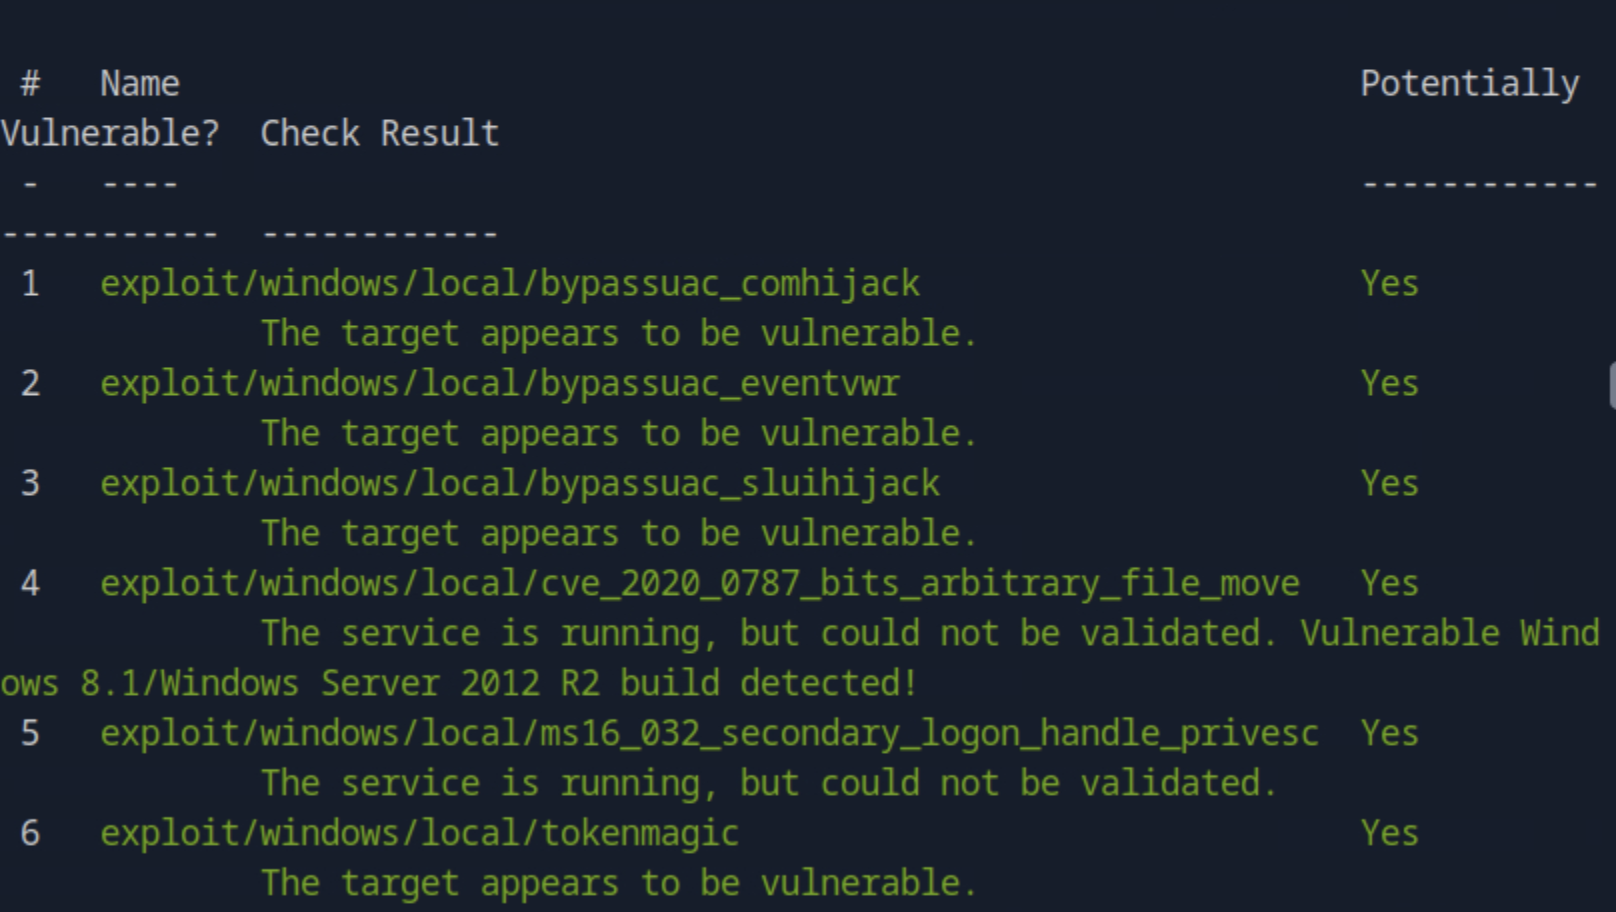 #   Name                                                           Potentially
Vulnerable?  Check Result
-   ----                                                           ------------
-----------  ------------
1   exploit/windows/local/bypassuac_comhijack                      Yes
The target appears to be vulnerable.
2   exploit/windows/local/bypassuac_eventvwr                       Yes
The target appears to be vulnerable.
3   exploit/windows/local/bypassuac_sluihijack                     Yes
The target appears to be vulnerable.
4   exploit/windows/local/cve_2020_0787_bits_arbitrary_file_move   Yes
The service is running, but could not be validated. Vulnerable Wind
ows 8.1/Windows Server 2012 R2 build detected!
5   exploit/windows/local/ms16_032_secondary_logon_handle_privesc  Yes
The service is running, but could not be validated.
6   exploit/windows/local/tokenmagic                               Yes
The target appears to be vulnerable.